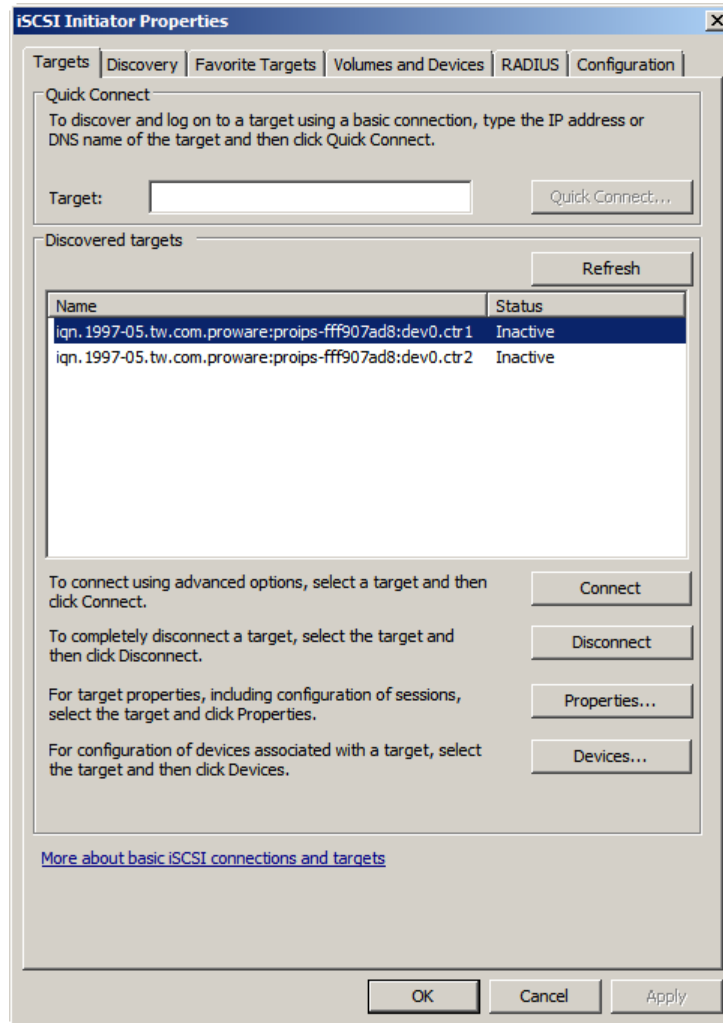 iSCSI Initiator Properties
Targets Discovery Favorite Targets Volumes and Devices RADIUS Configuration
Quick Connect
To discover and log on to a target using a basic connection, type the IP address or
DNS name of the target and then click Quick Connect.
Target: Quick Connect...
Discovered targets
Refresh
Name Status
iqn.1997-05.tw.com.proware:proips-fff907ad8:dev0.ctr1 Inactive
iqn.1997-05.tw.com.proware:proips-fff907ad8:dev0.ctr2 Inactive
To connect using advanced options, select a target and then
click Connect.
Connect
To completely disconnect a target, select the target and
then click Disconnect.
Disconnect
For target properties, including configuration of sessions,
select the target and click Properties.
Properties...
For configuration of devices associated with a target, select
the target and then click Devices.
Devices...
More about basic iSCSI connections and targets
OK Cancel Apply